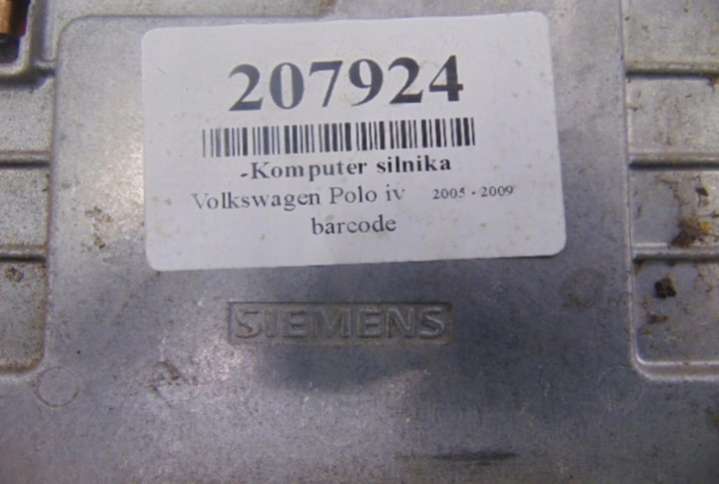 207924
-Komputer silnika
Volkswagen Polo iv 2005 - 2009
barcode
SIEMENS